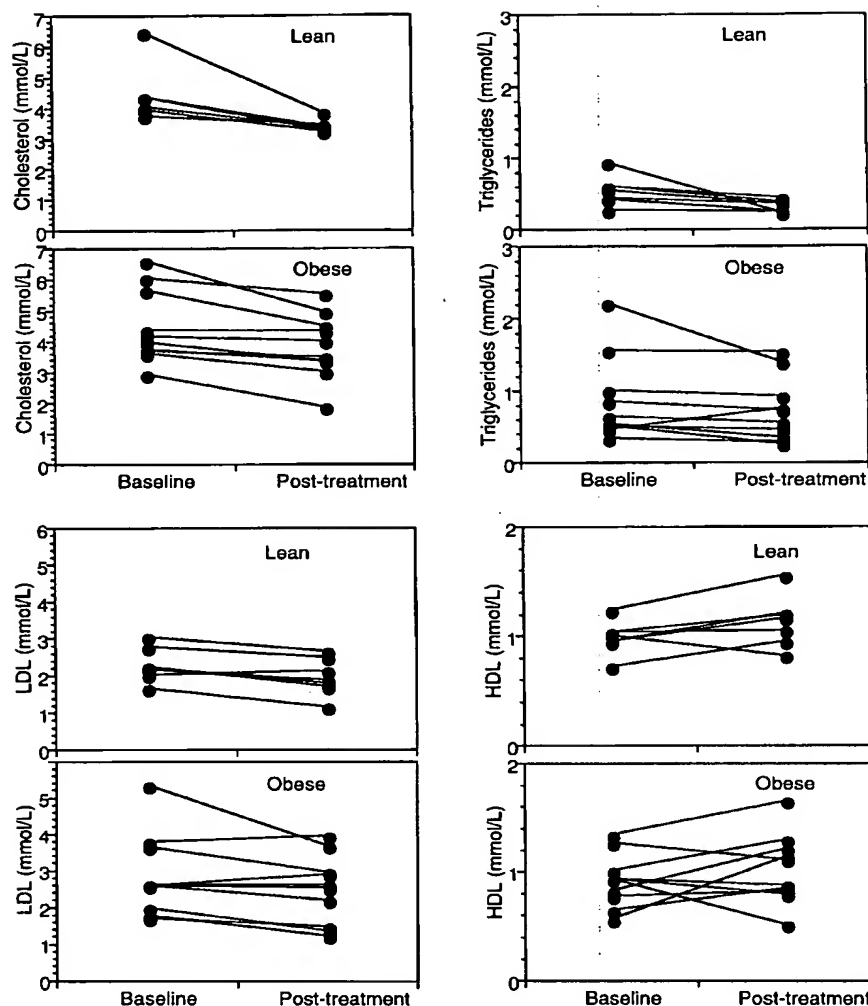 Cholesterol (mmol/L)
7
6
5
4
3
2
1
0
Lean
Triglycerides (mmol/L)
3
2
1
0
Lean
Cholesterol (mmol/L)
7
6
5
4
3
2
1
0
Obese
Baseline
Post-treatment
Triglycerides (mmol/L)
3
2
1
0
Obese
Baseline
Post-treatment
LDL (mmol/L)
6
5
4
3
2
1
0
Lean
HDL (mmol/L)
2
1
0
Lean
LDL (mmol/L)
5
4
3
2
1
0
Obese
Baseline
Post-treatment
HDL (mmol/L)
2
1
0
Obese
Baseline
Post-treatment